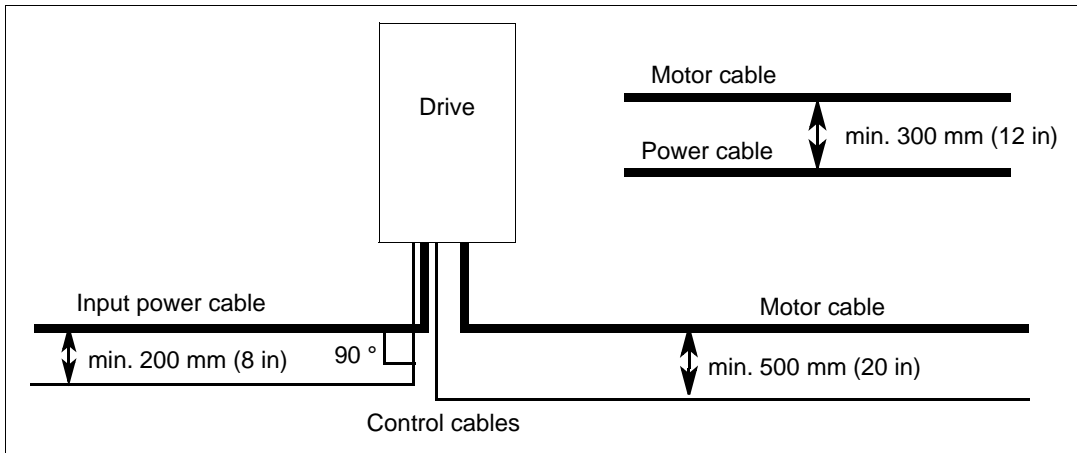 Drive
Motor cable
min. 300 mm (12 in)
Power cable
Input power cable
Motor cable
min. 200 mm (8 in)
90 °
min. 500 mm (20 in)
Control cables